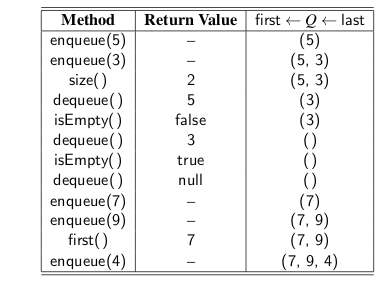 Method Return Value first ← Q ← last
enqueue(5) – (5)
enqueue(3) – (5, 3)
size( ) 2 (5, 3)
dequeue( ) 5 (3)
isEmpty( ) false (3)
dequeue( ) 3 ( )
isEmpty( ) true ( )
dequeue( ) null ( )
enqueue(7) – (7)
enqueue(9) – (7, 9)
first( ) 7 (7, 9)
enqueue(4) – (7, 9, 4)